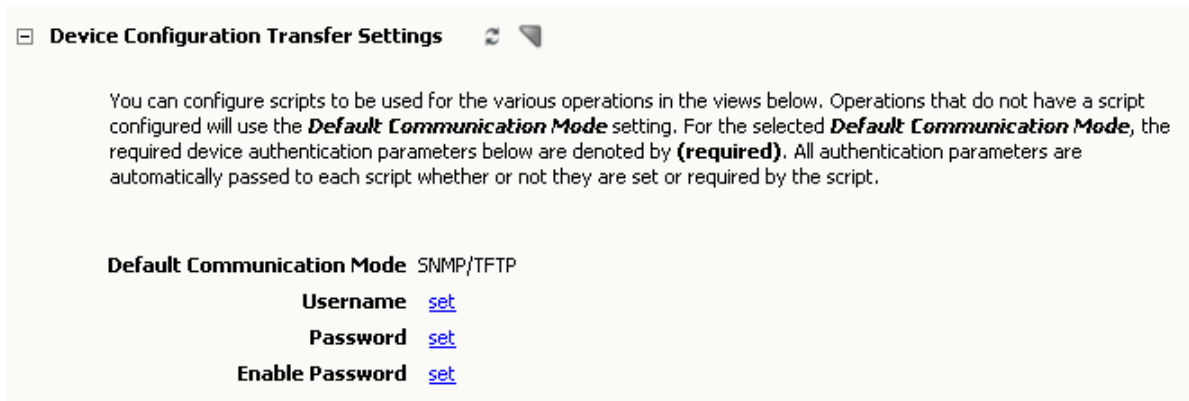 Device Configuration Transfer Settings
You can configure scripts to be used for the various operations in the views below. Operations that do not have a script
configured will use the Default Communication Mode setting. For the selected Default Communication Mode, the
required device authentication parameters below are denoted by (required). All authentication parameters are
automatically passed to each script whether or not they are set or required by the script.
Default Communication Mode SNMP/TFTP
Username set
Password set
Enable Password set